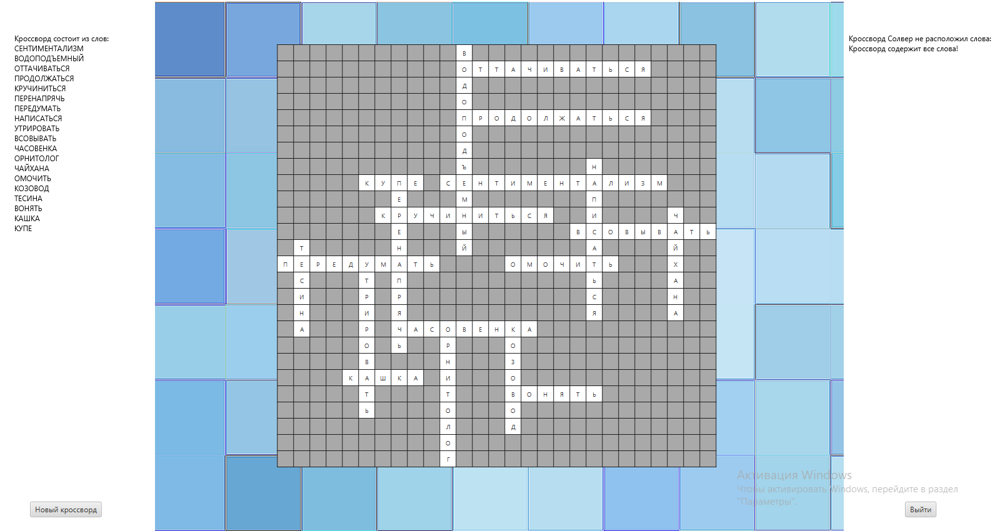 Кроссворд состоит из слов:
СЕНТИМЕНТАЛИЗМ
ВОДОПОДЪЕМНЫЙ
ОТТАЧИВАТЬСЯ
ПРОДОЛЖАТЬСЯ
КРУЧИНИТЬСЯ
ПЕРЕНАПРЯЧЬ
ПЕРЕДУМАТЬ
НАПИСАТЬСЯ
УТРИРОВАТЬ
ВСОВЫВАТЬ
ЧАСОВЕНКА
ОРНИТОЛОГ
ЧАЙХАНА
ОМОЧИТЬ
КОЗОВОД
ТЕСИНА
ВОНЯТЬ
КАШКА
КУПЕ
В
О Т Т А Ч И В А Т Ь С Я
Д
О
П Р О Д О Л Ж А Т Ь С Я
О
Д
Ъ Н
К У П Е С Е Н Т И М Е Н Т А Л И З М
Е М П
К Р У Ч И Н И Т Ь С Я И Ч
Е Ы В С О В Ы В А Т Ь
Т Н Й А Й
П Е Р Е Д У М А Т Ь О М О Ч И Т Ь Х
С Т П Ь А
И Р Р С Н
Н И Я Я А
А Р Ч А С О В Е Н К А
О Ь Р О
В Н З
К А Ш К А И О
Т Т В О Н Я Т Ь
Ь О О
Л Д
О
Г
Кроссворд Солвер не расположил слова:
Кроссворд содержит все слова!
Активация Windows
Чтобы активировать Windows, перейдите в раздел
"Параметры".
Новый кроссворд
Выйти